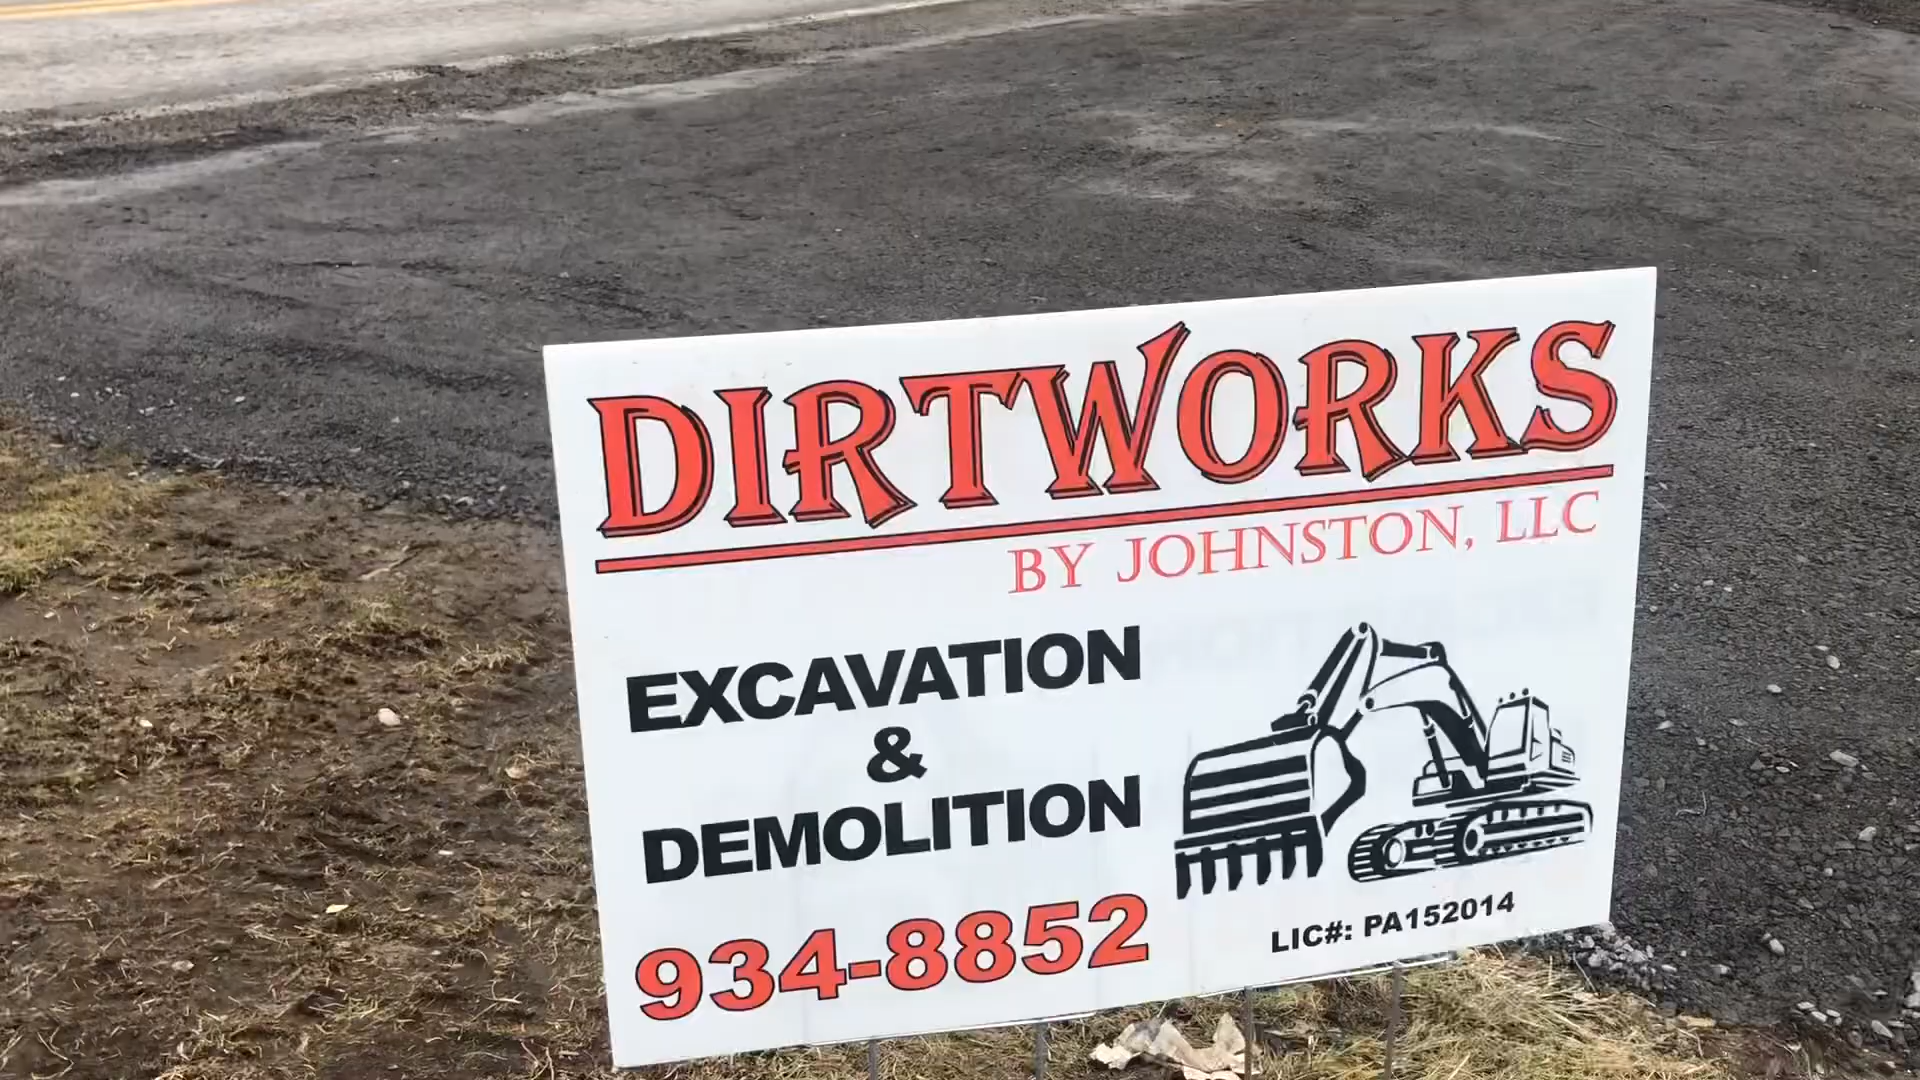 DIRTWORKS
BY JOHNSTON, LLC
EXCAVATION
&
DEMOLITION
934-8852
LIC#: PA152014